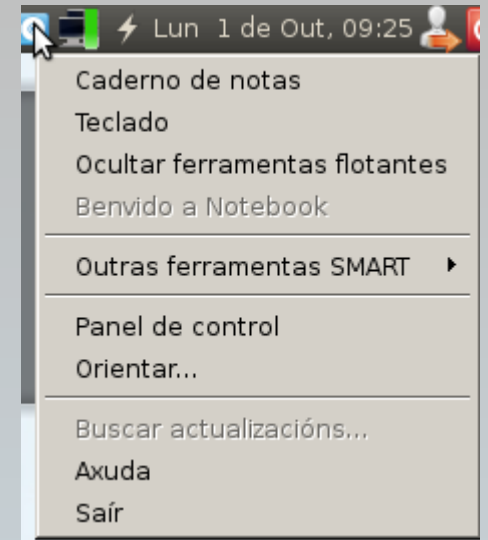 Lun 1 de Out, 09:25
Caderno de notas
Teclado
Ocultar ferramentas flotantes
Benvido a Notebook
Outras ferramentas SMART
Panel de control
Orientar...
Buscar actualizacións...
Axuda
Saír